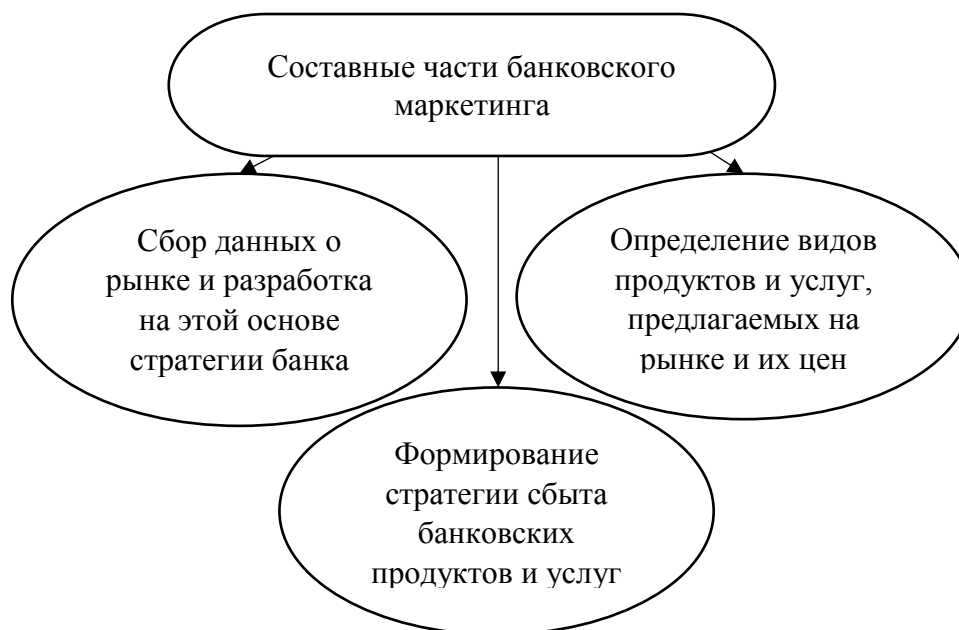 Составные части банковского
маркетинга
Сбор данных о
рынке и разработка
на этой основе
стратегии банка
Определение видов
продуктов и услуг,
предлагаемых на
рынке и их цен
Формирование
стратегии сбыта
банковских
продуктов и услуг